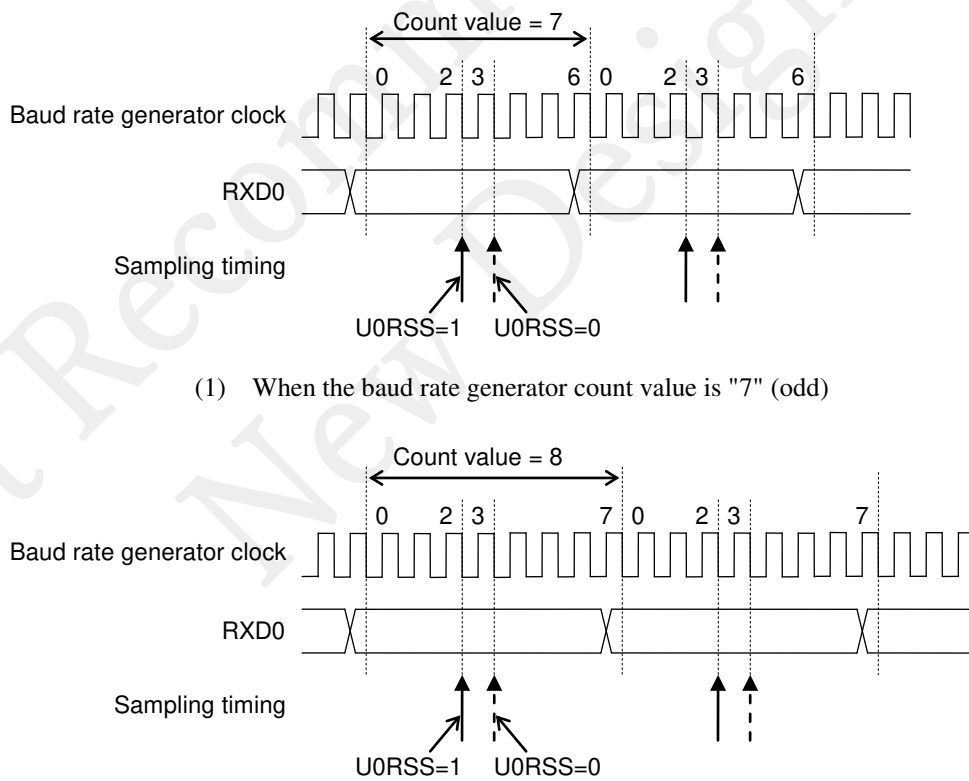 Count value = 7
0 2 3 6 0 2 3 6
Baud rate generator clock
RXD0
Sampling timing
U0RSS=1 U0RSS=0
(1) When the baud rate generator count value is "7" (odd)
Count value = 8
0 2 3 7 0 2 3 7
Baud rate generator clock
RXD0
Sampling timing
U0RSS=1 U0RSS=0